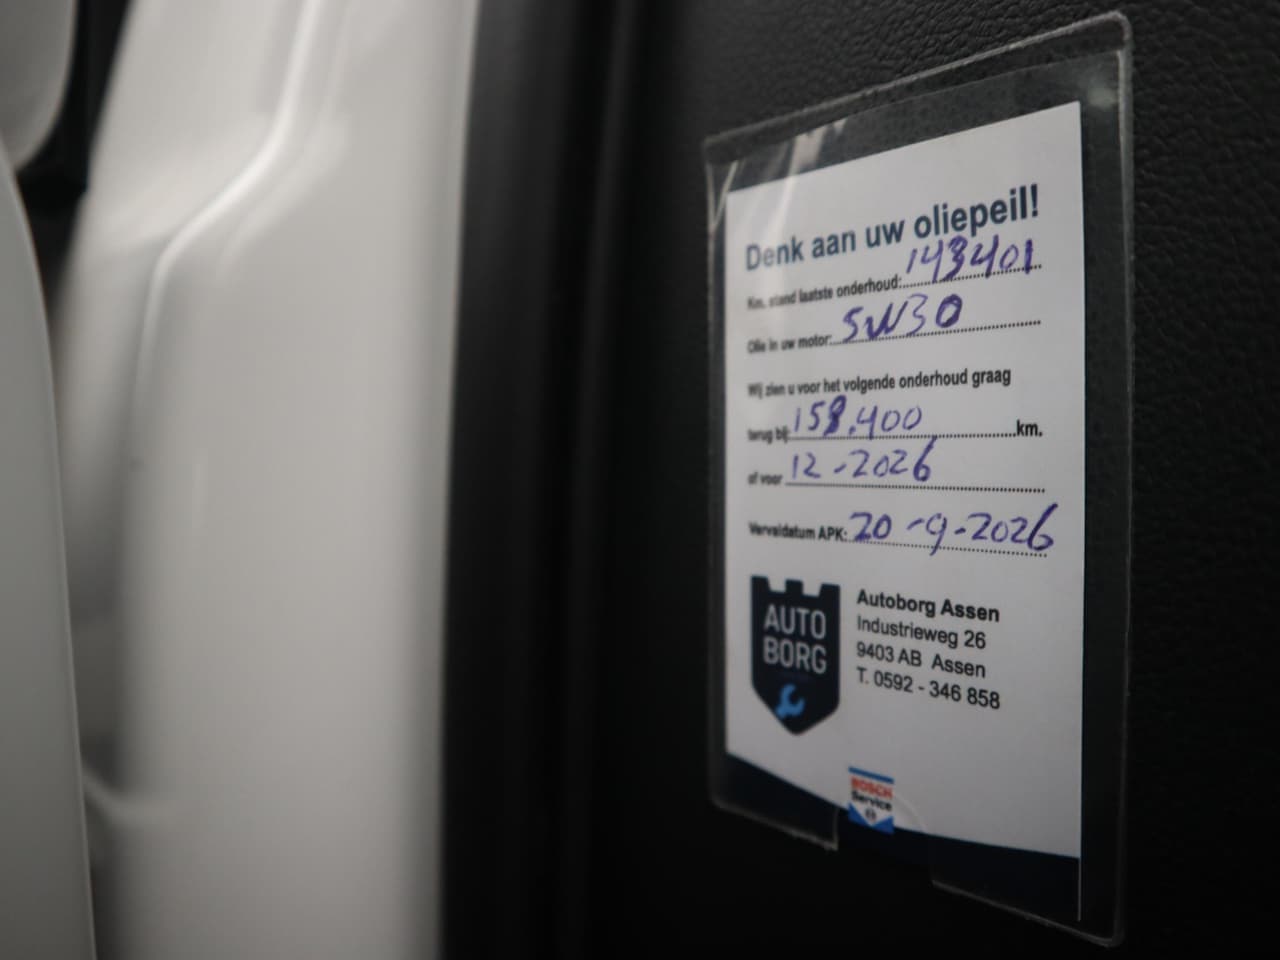 Denk aan uw oliepeil!
Km. stand laatste onderhoud: 143401
Olie in uw motor: 5W30
Wij zien u voor het volgende onderhoud graag
terug bij: 158.400 km.
of voor 12-2026
Vervaldatum APK: 20-9-2026
AUTO
BORG
Autoborg Assen
Industrieweg 26
9403 AB Assen
T. 0592 - 346 858
BOSCH
Service